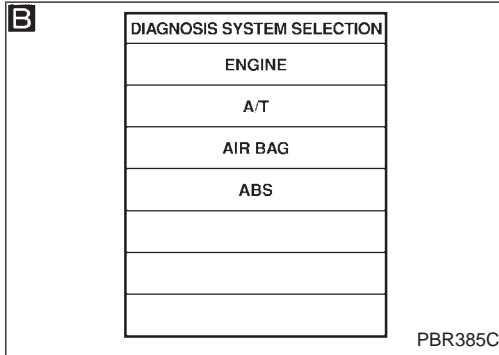 B
DIAGNOSIS SYSTEM SELECTION
ENGINE
A/T
AIR BAG
ABS
PBR385C